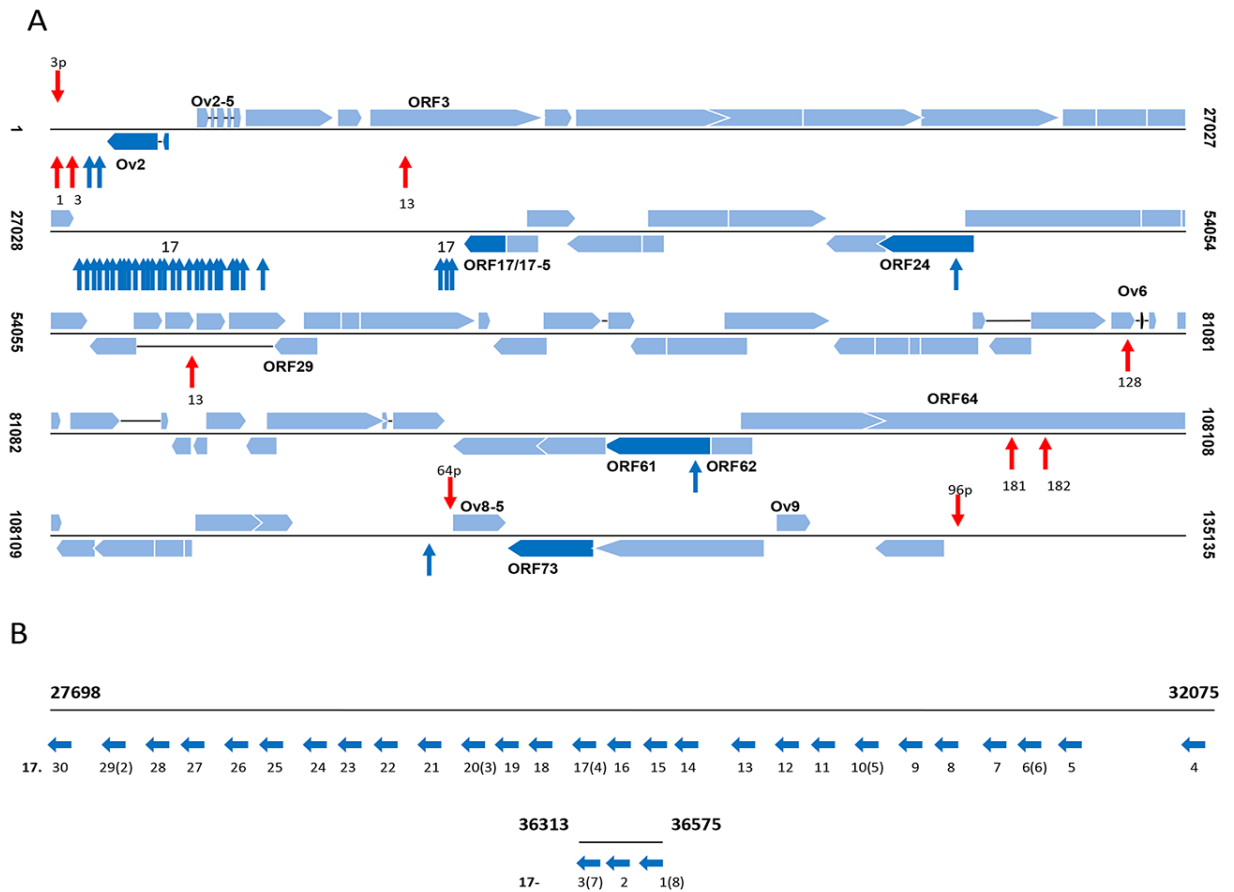 A
3p
Ov2-5 ORF3
1 27027
Ov2
1 3 13
27028 17 17 54054
ORF17/17-5 ORF24
Ov6
54055 81081
ORF29
13 128
ORF64
81082 108108
ORF61 ORF62
64p 181 182
96p
Ov8-5 Ov9
108109 135135
ORF73
B
27698 32075
17. 30 29(2) 28 27 26 25 24 23 22 21 20(3) 19 18 17(4) 16 15 14 13 12 11 10(5) 9 8 7 6(6) 5 4
36313 36575
17- 3(7) 2 1(8)